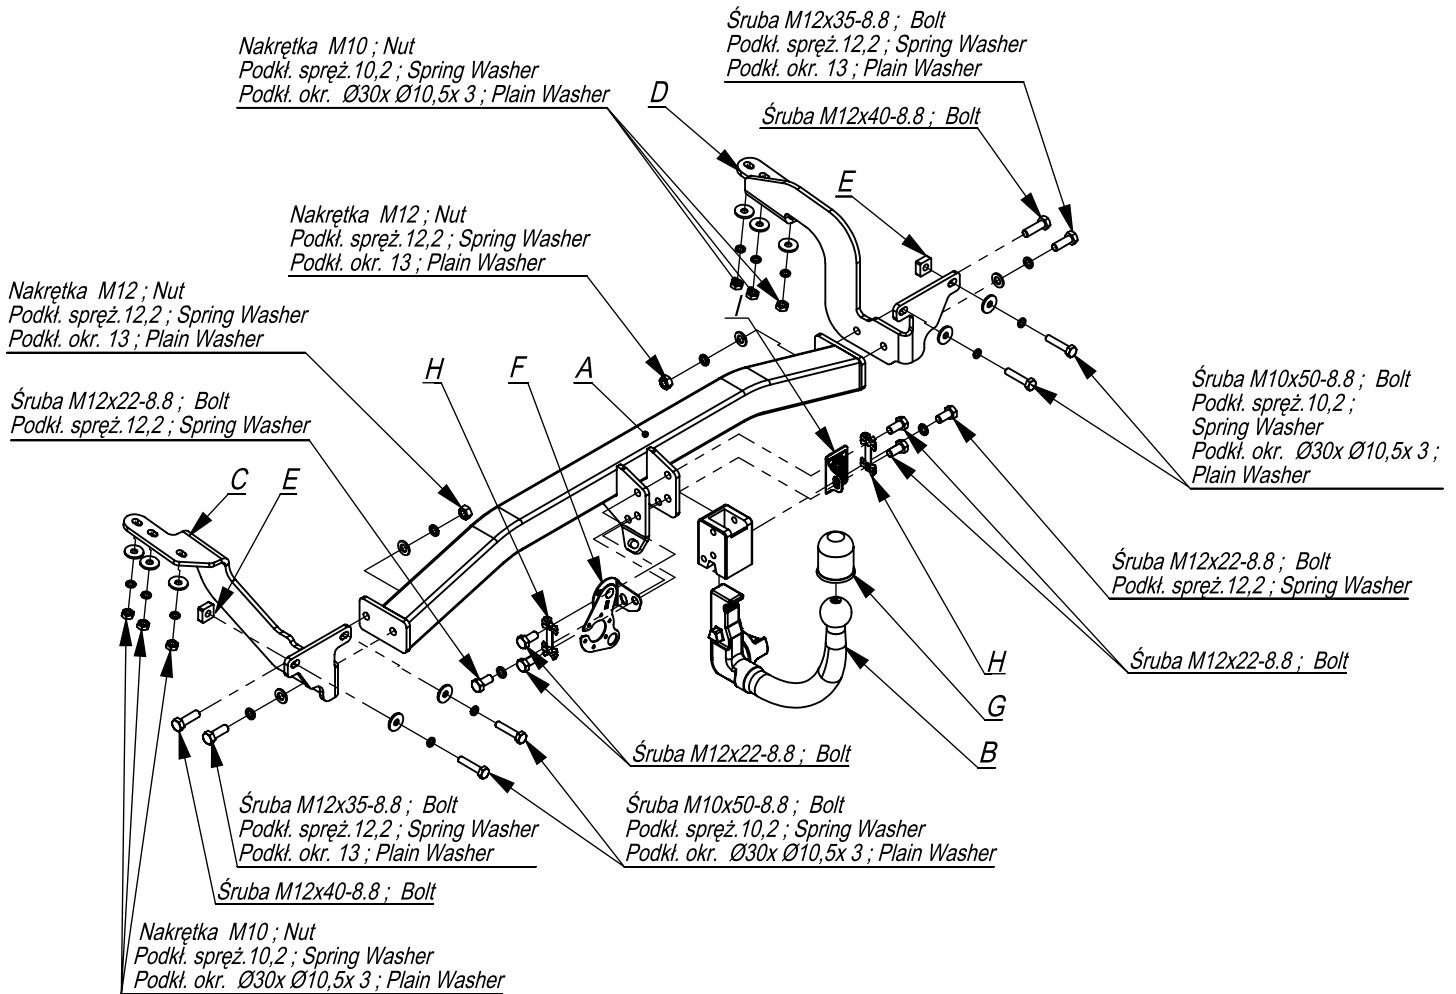 Śruba M12x35-8.8 ; Bolt
Podkł. spręż.12,2 ; Spring Washer
Podkł. okr. 13 ; Plain Washer
Nakrętka M10 ; Nut
Podkł. spręż.10,2 ; Spring Washer
Podkł. okr. Ø30x Ø10,5x 3 ; Plain Washer
D
Śruba M12x40-8.8 ; Bolt
E
Nakrętka M12 ; Nut
Podkł. spręż.12,2 ; Spring Washer
Podkł. okr. 13 ; Plain Washer
Nakrętka M12 ; Nut
Podkł. spręż.12,2 ; Spring Washer
Podkł. okr. 13 ; Plain Washer
I
H
F
A
Śruba M12x22-8.8 ; Bolt
Podkł. spręż.12,2 ; Spring Washer
Śruba M10x50-8.8 ; Bolt
Podkł. spręż.10,2 ;
Spring Washer
Podkł. okr. Ø30x Ø10,5x 3 ;
Plain Washer
C
E
F
H
Śruba M12x22-8.8 ; Bolt
Podkł. spręż.12,2 ; Spring Washer
Śruba M12x22-8.8 ; Bolt
H
G
B
Śruba M12x22-8.8 ; Bolt
Śruba M12x35-8.8 ; Bolt
Podkł. spręż.12,2 ; Spring Washer
Podkł. okr. 13 ; Plain Washer
Śruba M10x50-8.8 ; Bolt
Podkł. spręż.10,2 ; Spring Washer
Podkł. okr. Ø30x Ø10,5x 3 ; Plain Washer
Śruba M12x40-8.8 ; Bolt
Nakrętka M10 ; Nut
Podkł. spręż.10,2 ; Spring Washer
Podkł. okr. Ø30x Ø10,5x 3 ; Plain Washer